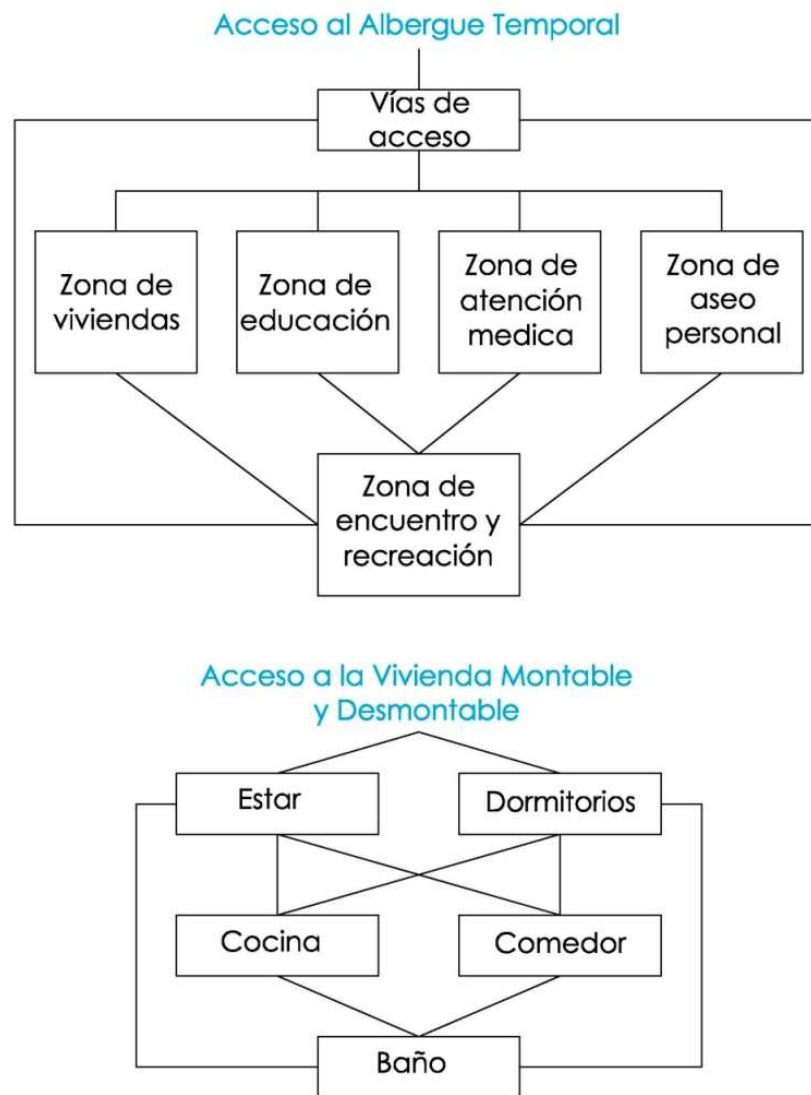 Acceso al Albergue Temporal
Vías de
acceso
Zona de
viviendas
Zona de
educación
Zona de
atención
medica
Zona de
aseo
personal
Zona de
encuentro y
recreación
Acceso a la Vivienda Montable
y Desmontable
Estar
Dormitorios
Cocina
Comedor
Baño